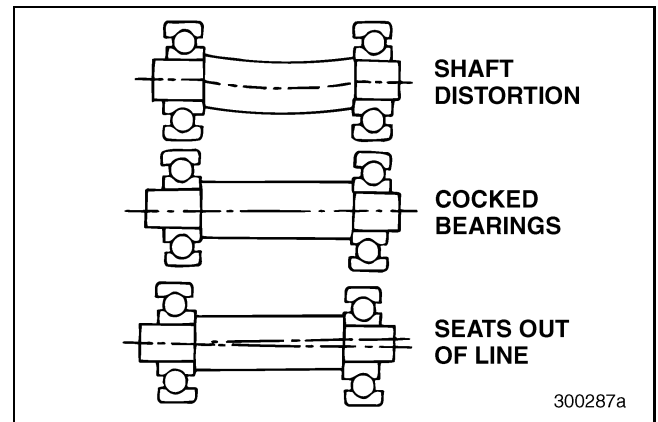 SHAFT
DISTORTION
COCKED
BEARINGS
SEATS OUT
OF LINE
300287a